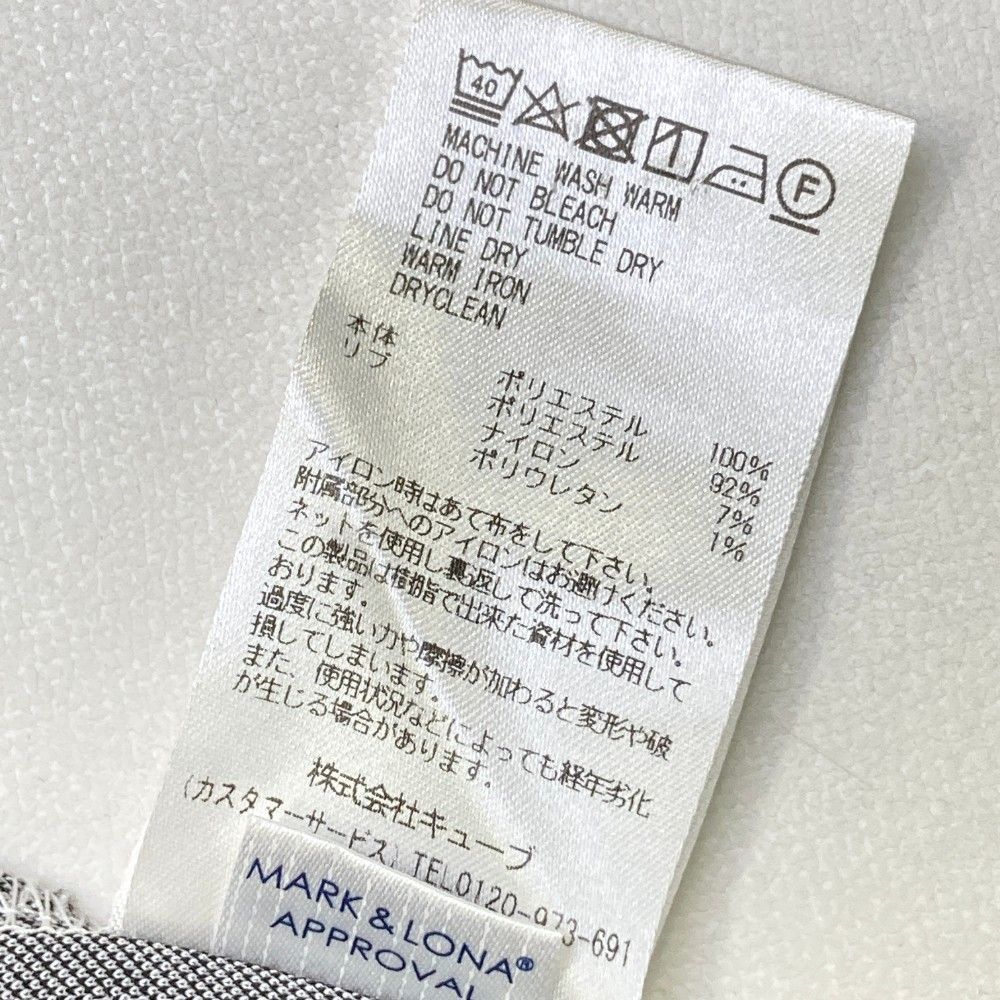 40
F
MACHINE WASH WARM
DO NOT BLEACH
DO NOT TUMBLE DRY
LINE DRY
WARM IRON
DRYCLEAN
本体 ポリエステル 100%
リブ ポリエステル 92%
ナイロン 7%
ポリウレタン 1%
アイロン時はあて布をして下さい。
附属部分へのアイロンはお避けください。
ネットを使用し裏返して洗って下さい。
この製品は樹脂で出来た資材を使用して
おります。
過度に強い力や摩擦が加わると変形や破
損してしまいます。
また、使用状況などによっても経年劣化
が生じる場合があります。
株式会社キューブ
(カスタマーサービス) TEL0120-973-691
MARK & LONA®
APPROVAL